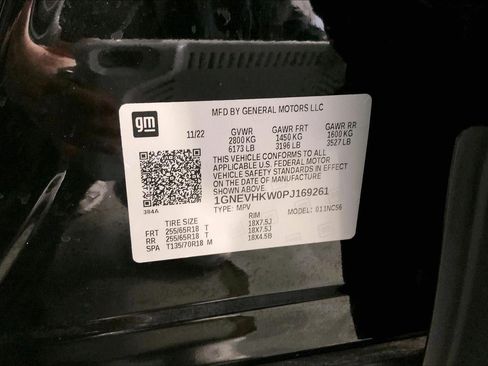 gm
MFD BY GENERAL MOTORS LLC
11/22 GVWR GAWR FRT GAWR RR
2800 KG 1450 KG 1600 KG
6173 LB 3196 LB 3527 LB
THIS VEHICLE CONFORMS TO ALL
APPLICABLE U.S. FEDERAL MOTOR
VEHICLE SAFETY STANDARDS IN EFFECT
ON THE DATE OF MANUFACTURE
SHOWN ABOVE.
1GNEVHKW0PJ169261
384A TYPE: MPV MODEL: 011NC56
TIRE SIZE RIM
FRT 255/65R18 T 18X7.5J
RR 255/65R18 T 18X7.5J
SPA T135/70R18 M 18X4.5B